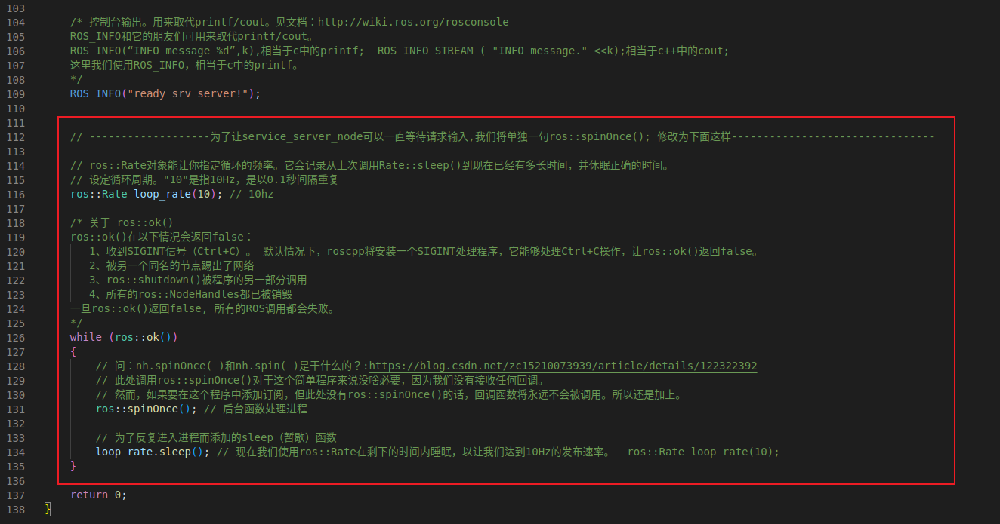 103
104 /* 控制台输出。用来取代printf/cout。见文档：http://wiki.ros.org/rosconsole
105 ROS_INFO和它的朋友们可用来取代printf/cout。
106 ROS_INFO(“INFO message %d”,k),相当于c中的printf;  ROS_INFO_STREAM ( "INFO message." <<k);相当于c++中的cout;
107 这里我们使用ROS_INFO，相当于c中的printf。
108 */
109 ROS_INFO("ready srv server!");
110
111
112 // -------------------为了让service_server_node可以一直等待请求输入,我们将单独一句ros::spinOnce(); 修改为下面这样--------------------------------
113
114 // ros::Rate对象能让你指定循环的频率。它会记录从上次调用Rate::sleep()到现在已经有多长时间，并休眠正确的时间。
115 // 设定循环周期。"10"是指10Hz，是以0.1秒间隔重复
116 ros::Rate loop_rate(10); // 10hz
117
118 /* 关于 ros::ok()
119 ros::ok()在以下情况会返回false：
120 1、收到SIGINT信号（Ctrl+C）。 默认情况下，roscpp将安装一个SIGINT处理程序，它能够处理Ctrl+C操作，让ros::ok()返回false。
121 2、被另一个同名的节点踢出了网络
122 3、ros::shutdown()被程序的另一部分调用
123 4、所有的ros::NodeHandles都已被销毁
124 一旦ros::ok()返回false, 所有的ROS调用都会失败。
125 */
126 while (ros::ok())
127 {
128 // 问：nh.spinOnce( )和nh.spin( )是干什么的？:https://blog.csdn.net/zc15210073939/article/details/122322392
129 // 此处调用ros::spinOnce()对于这个简单程序来说没啥必要，因为我们没有接收任何回调。
130 // 然而，如果要在这个程序中添加订阅，但此处没有ros::spinOnce()的话，回调函数将永远不会被调用。所以还是加上。
131 ros::spinOnce(); // 后台函数处理进程
132
133 // 为了反复进入进程而添加的sleep（暂歇）函数
134 loop_rate.sleep(); // 现在我们使用ros::Rate在剩下的时间内睡眠，以让我们达到10Hz的发布速率。  ros::Rate loop_rate(10);
135 }
136
137 return 0;
138 }